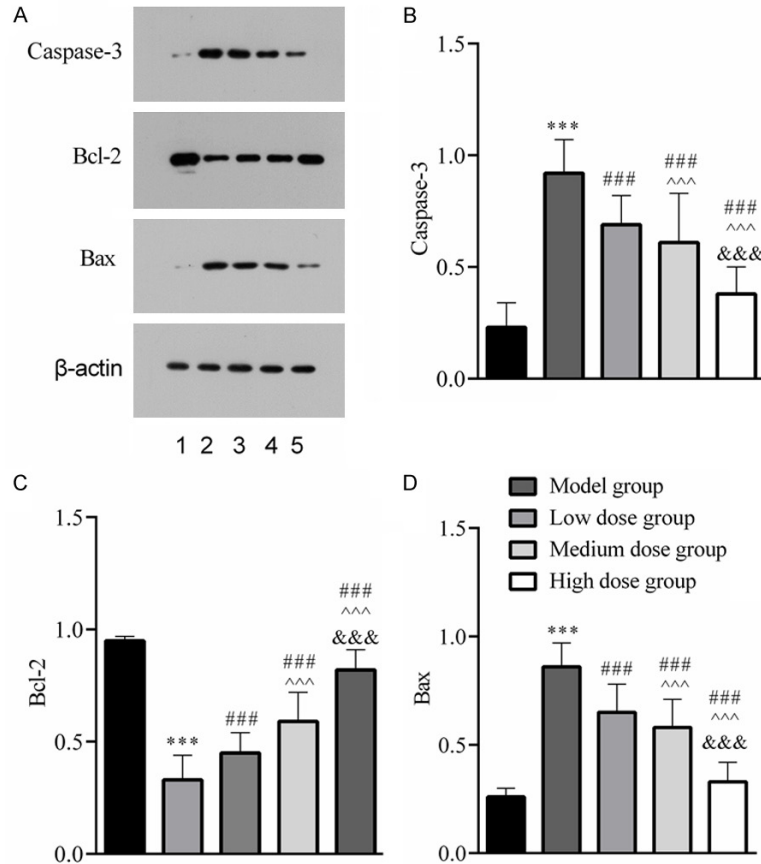 A
Caspase-3
Bcl-2
Bax
β-actin
1 2 3 4 5
B
Caspase-3
1.5
1.0
0.5
0.0
***
###
###
^^^
###
^^^
&&&
C
Bcl-2
1.5
1.0
0.5
0.0
***
###
###
^^^
###
^^^
&&&
D
Model group
Low dose group
Medium dose group
High dose group
Bax
1.5
1.0
0.5
0.0
***
###
###
^^^
###
^^^
&&&